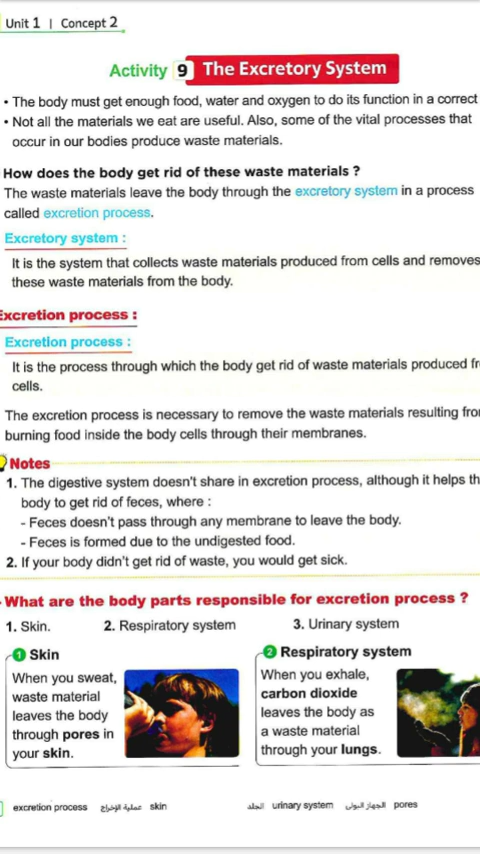 Unit 1 | Concept 2
Activity 9 The Excretory System
• The body must get enough food, water and oxygen to do its function in a correct
• Not all the materials we eat are useful. Also, some of the vital processes that
occur in our bodies produce waste materials.
How does the body get rid of these waste materials ?
The waste materials leave the body through the excretory system in a process
called excretion process.
Excretory system :
It is the system that collects waste materials produced from cells and removes
these waste materials from the body.
Excretion process :
Excretion process :
It is the process through which the body get rid of waste materials produced fr
cells.
The excretion process is necessary to remove the waste materials resulting fro
burning food inside the body cells through their membranes.
Notes
1. The digestive system doesn't share in excretion process, although it helps th
body to get rid of feces, where :
- Feces doesn't pass through any membrane to leave the body.
- Feces is formed due to the undigested food.
2. If your body didn't get rid of waste, you would get sick.
What are the body parts responsible for excretion process ?
1. Skin. 2. Respiratory system 3. Urinary system
1 Skin
When you sweat,
waste material
leaves the body
through pores in
your skin.
2 Respiratory system
When you exhale,
carbon dioxide
leaves the body as
a waste material
through your lungs.
excretion process عملية الإخراج skin الجلد urinary system الجهاز البولى pores